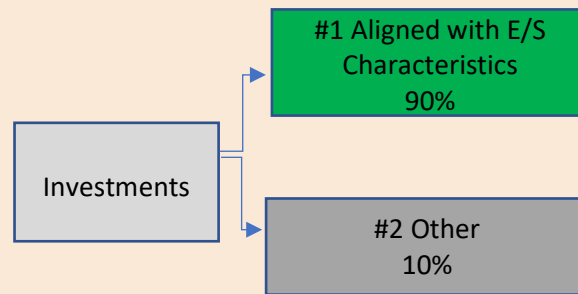 #1 Aligned with E/S
Characteristics
90%
Investments
#2 Other
10%